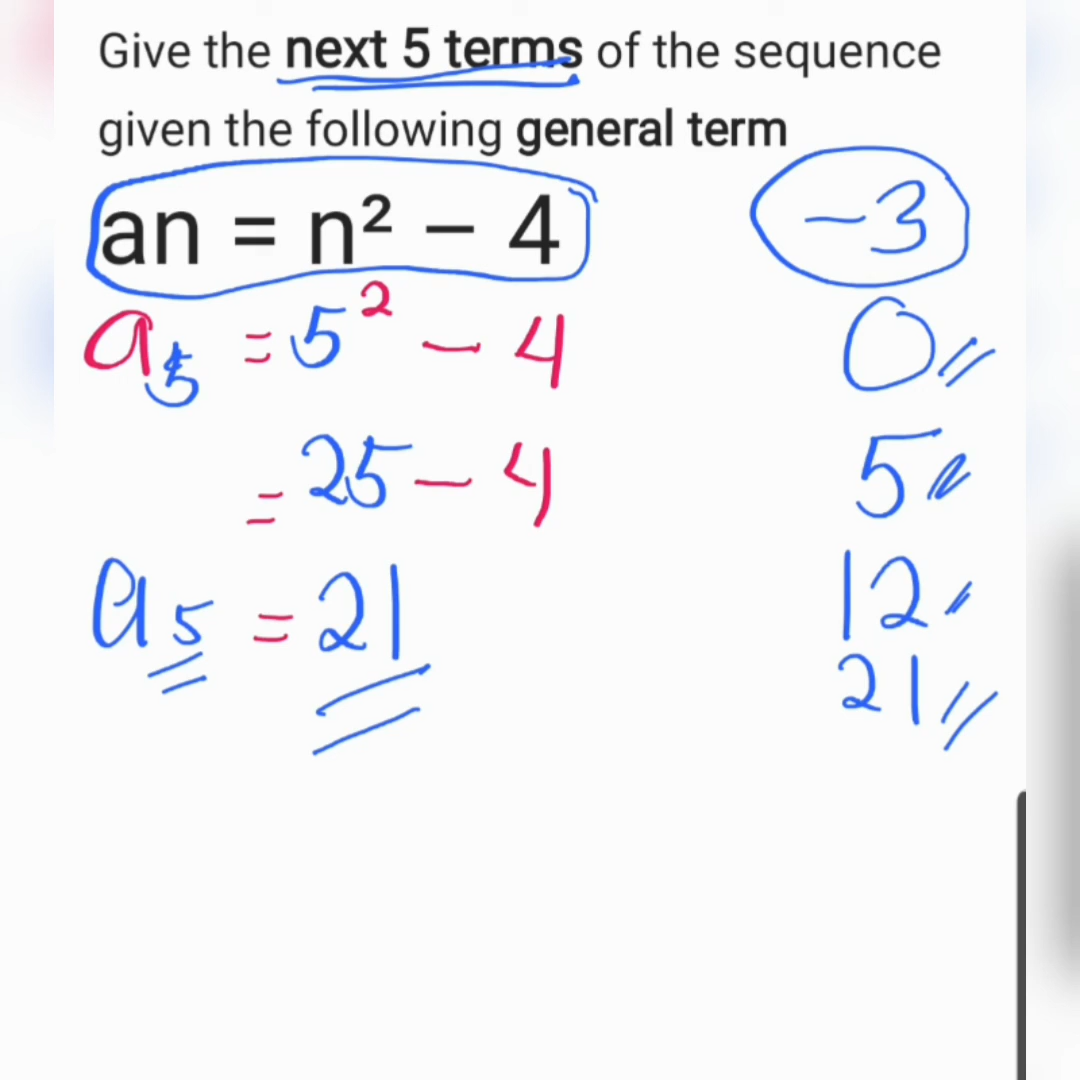 Give the next 5 terms of the sequence
given the following general term
an = n² – 4
-3
a5 = 5² - 4
0
= 25 - 4
5
a5 = 21
12
21